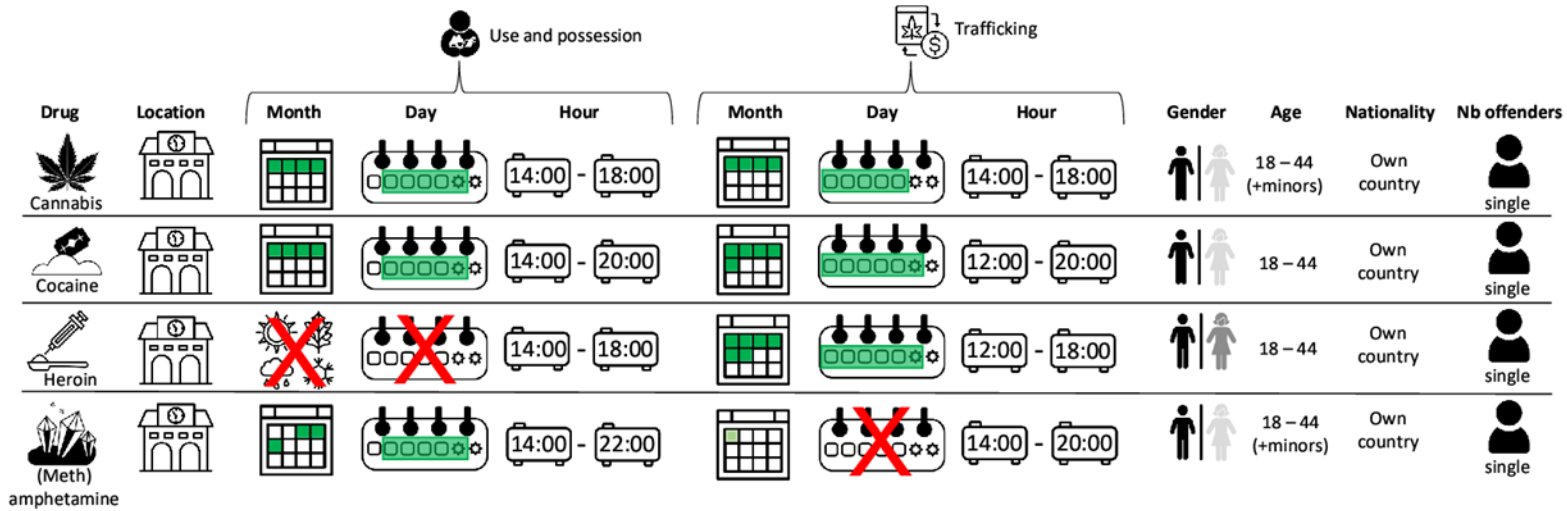 Use and possession
Trafficking
Drug Location Month Day Hour Month Day Hour Gender Age Nationality Nb offenders
14:00 - 18:00 14:00 - 18:00 18 – 44 Own
(+minors) country
Cannabis single
14:00 - 20:00 12:00 - 20:00 18 – 44 Own
country
Cocaine single
14:00 - 18:00 12:00 - 18:00 18 – 44 Own
country
Heroin single
14:00 - 22:00 14:00 - 20:00 18 – 44 Own
(+minors) country
(Meth) single
amphetamine